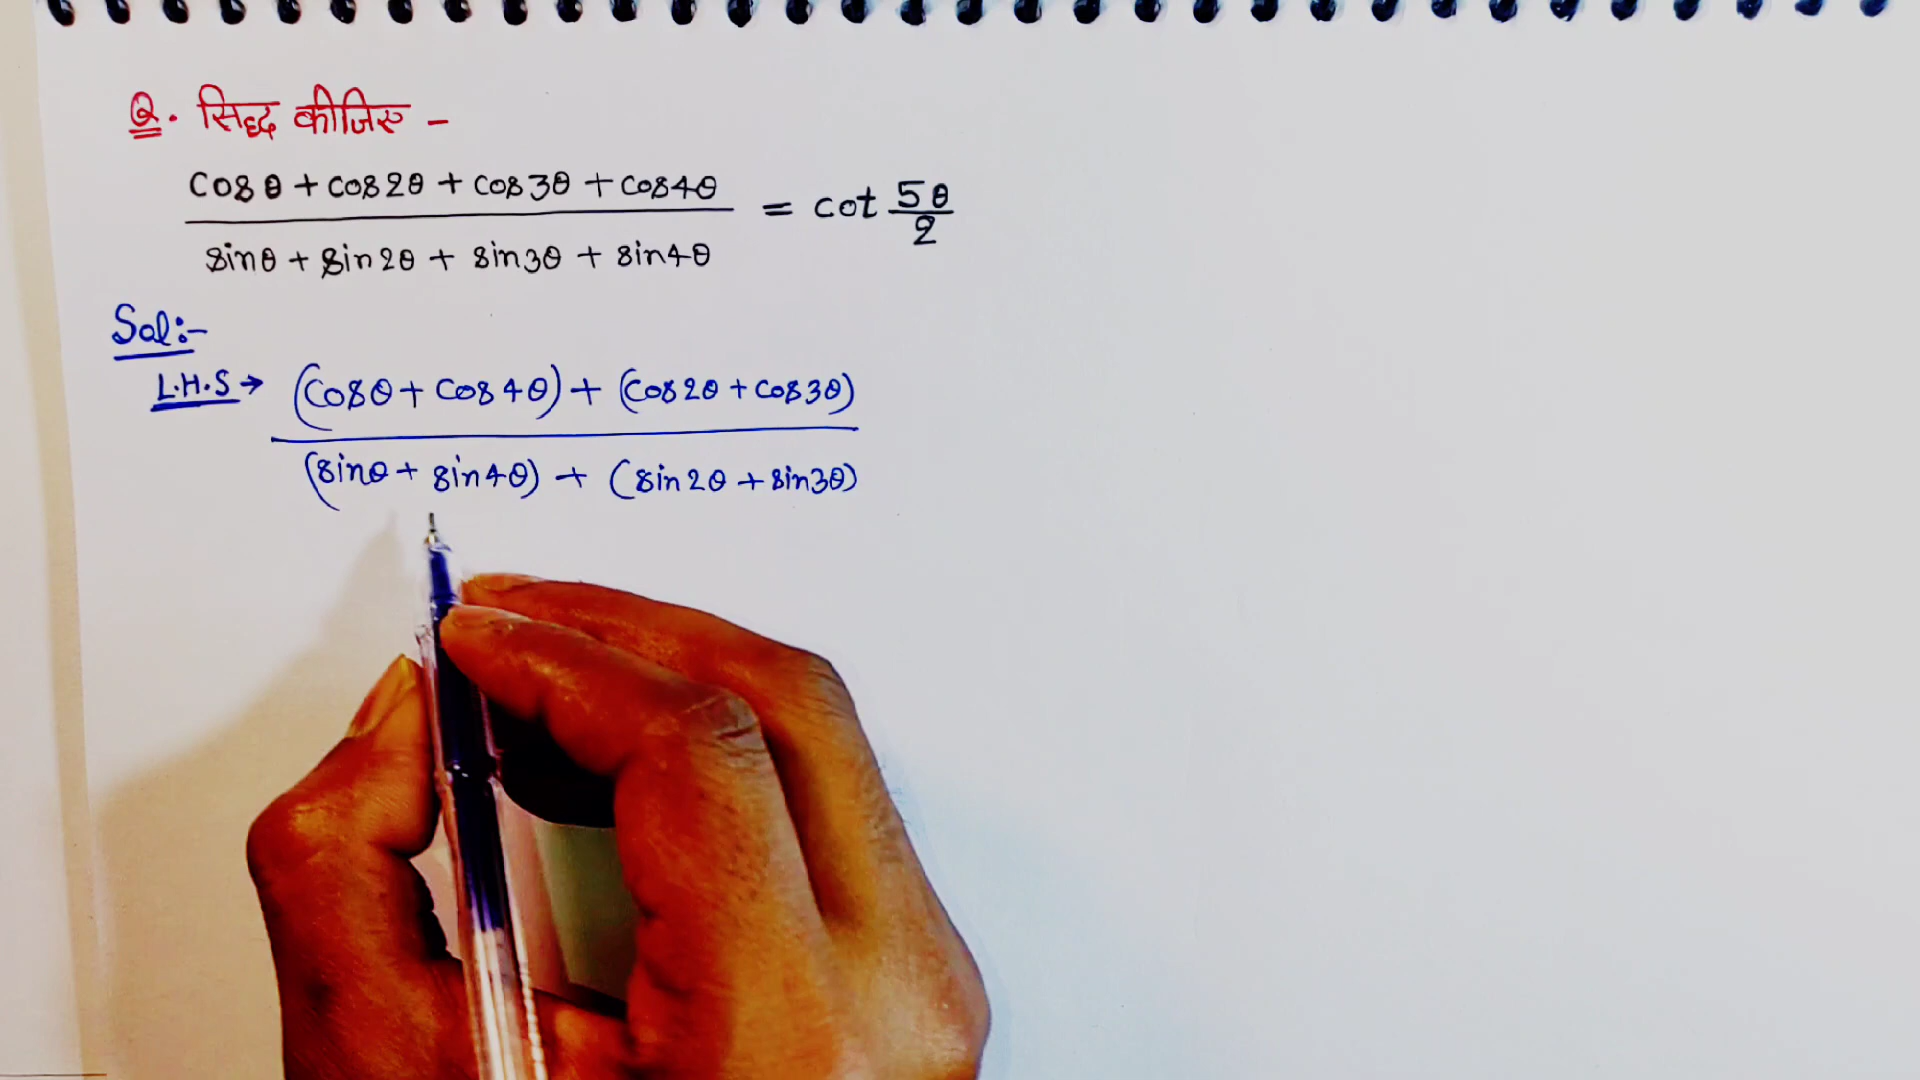 Q. सिद्ध कीजिए -
cosθ + cos2θ + cos3θ + cos4θ
sinθ + sin2θ + sin3θ + sin4θ
= cot 5θ/2
Sol:-
L.H.S → (cosθ + cos4θ) + (cos2θ + cos3θ)
(sinθ + sin4θ) + (sin2θ + sin3θ)